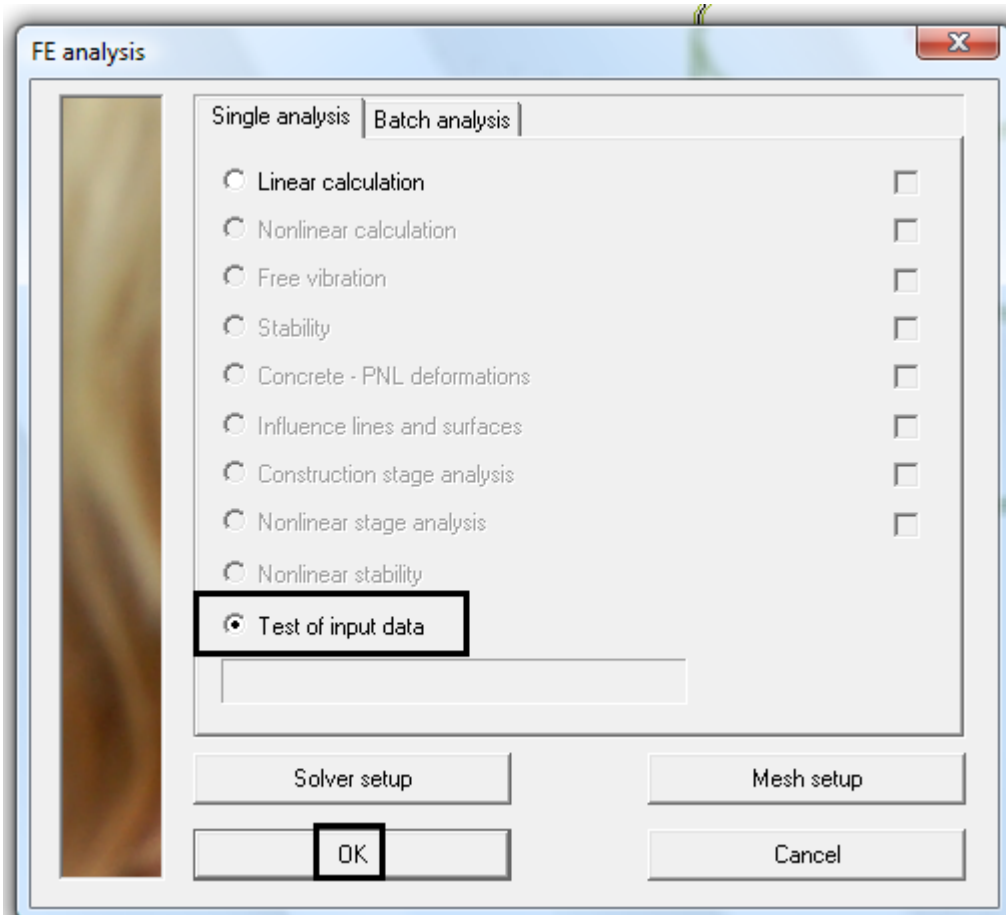 FE analysis
Single analysis
Batch analysis
Linear calculation
Nonlinear calculation
Free vibration
Stability
Concrete - PNL deformations
Influence lines and surfaces
Construction stage analysis
Nonlinear stage analysis
Nonlinear stability
Test of input data
Solver setup
Mesh setup
OK
Cancel